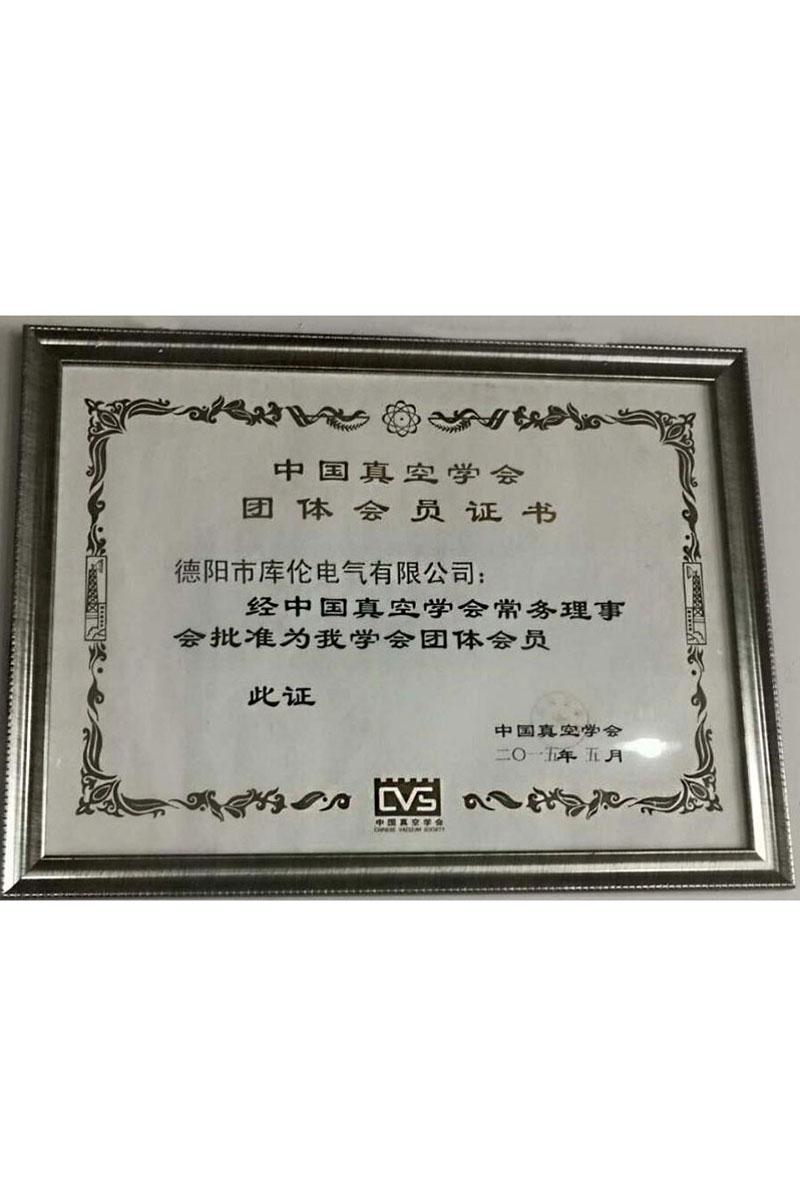 中国真空学会
团体会员证书
德阳市库伦电气有限公司：
经中国真空学会常务理事
会批准为我学会团体会员
此证
中国真空学会
二〇一五年 五月
CVS
中国真空学会
CHINESE VACUUM SOCIETY